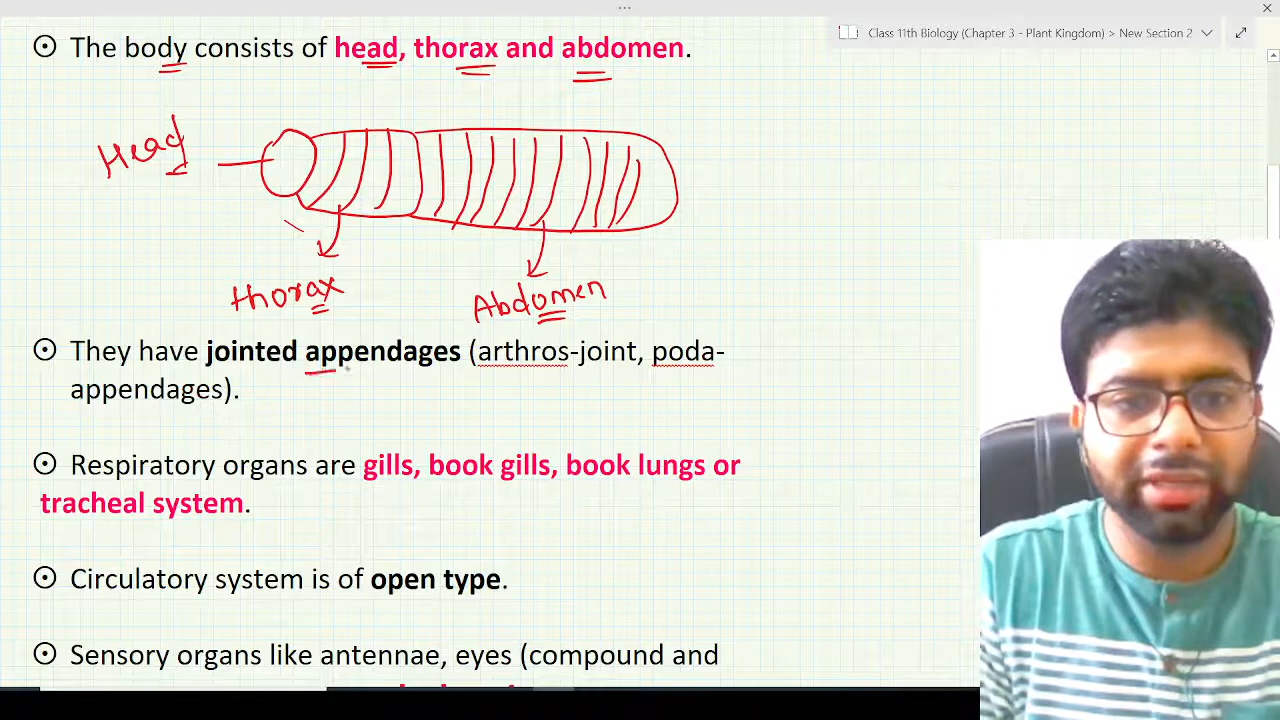 Class 11th Biology (Chapter 3 - Plant Kingdom) > New Section 2
⊙ The body consists of head, thorax and abdomen.
Head
thorax
Abdomen
⊙ They have jointed appendages (arthros-joint, poda-
appendages).
⊙ Respiratory organs are gills, book gills, book lungs or
tracheal system.
⊙ Circulatory system is of open type.
⊙ Sensory organs like antennae, eyes (compound and